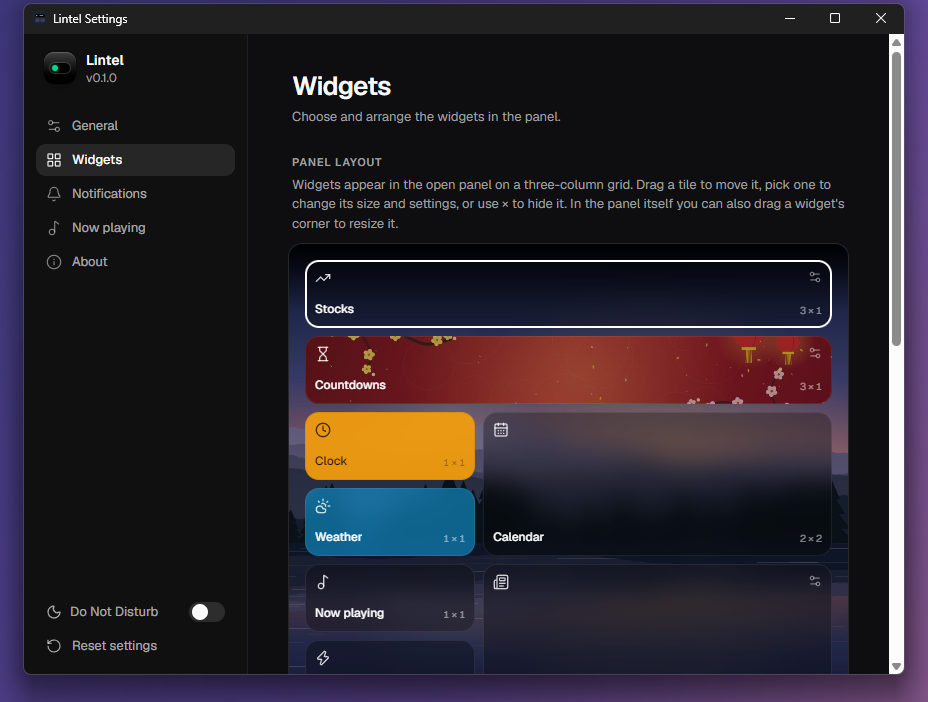 Lintel Settings
Lintel
v0.1.0
General
Widgets
Notifications
Now playing
About
Do Not Disturb
Reset settings
Widgets
Choose and arrange the widgets in the panel.
PANEL LAYOUT
Widgets appear in the open panel on a three-column grid. Drag a tile to move it, pick one to
change its size and settings, or use × to hide it. In the panel itself you can also drag a widget's
corner to resize it.
Stocks
3 × 1
Countdowns
3 × 1
Clock
1 × 1
Weather
1 × 1
Calendar
2 × 2
Now playing
1 × 1